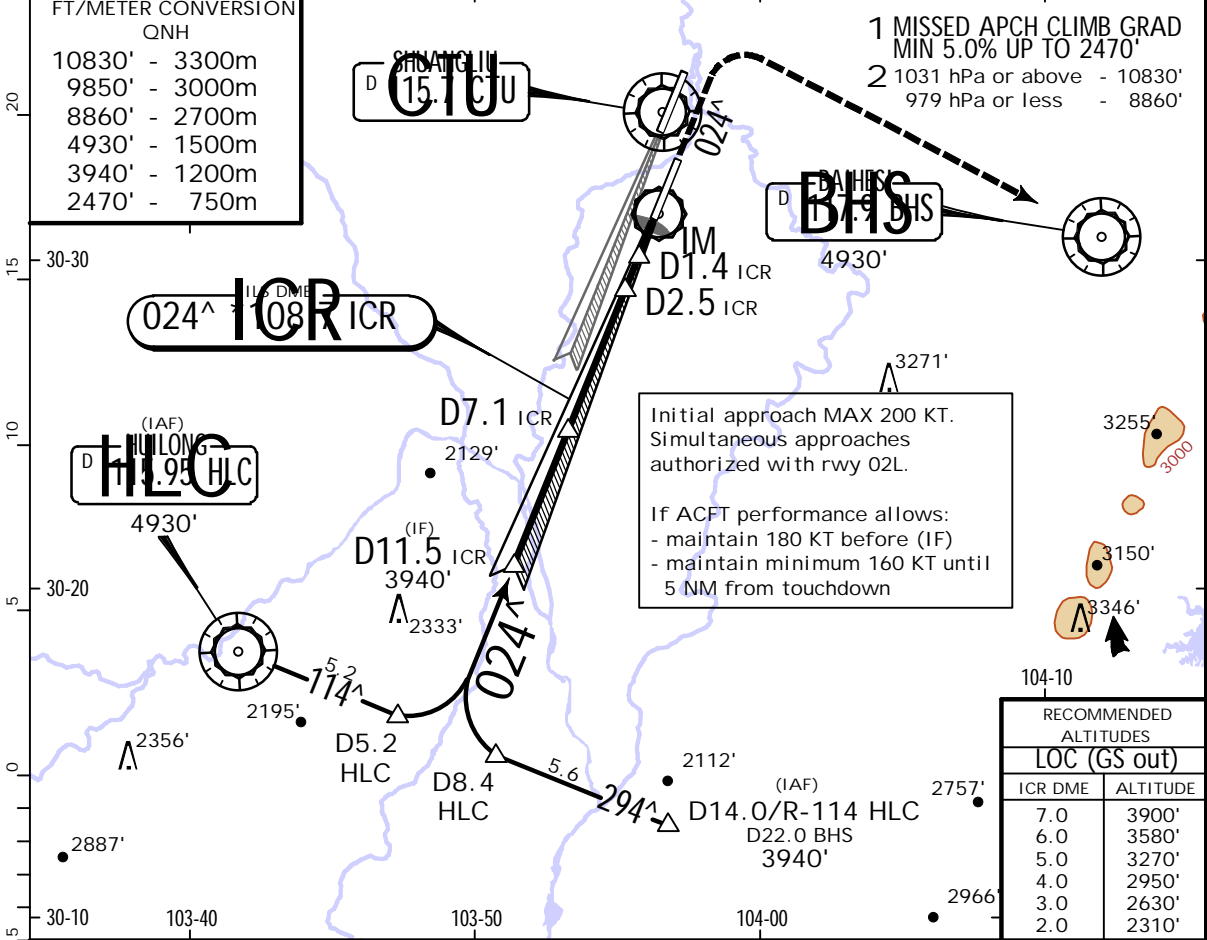 FT/METER CONVERSION
QNH
10830' - 3300m
9850' - 3000m
8860' - 2700m
4930' - 1500m
3940' - 1200m
2470' - 750m
SHUANGLIU
D 115.7 CTU
CTU
1 MISSED APCH CLIMB GRAD
MIN 5.0% UP TO 2470'
2 1031 hPa or above - 10830'
979 hPa or less - 8860'
024^
BAIHESI
D 117.9 BHS
BHS
4930'
20
15
10
5
0
5
30-30
IM
D1.4 ICR
D2.5 ICR
ILS DME
024^ * 108.7 ICR
ICR
3271'
D7.1 ICR
2129'
(IAF)
HUILONG
D 115.95 HLC
HLC
4930'
Initial approach MAX 200 KT.
Simultaneous approaches
authorized with rwy 02L.
If ACFT performance allows:
- maintain 180 KT before (IF)
- maintain minimum 160 KT until
5 NM from touchdown
3255'
3000
3150'
3346'
(IF)
D11.5 ICR
3940'
2333'
30-20
024^
5.2
114^
2195'
2356'
D5.2
HLC
D8.4
HLC
5.6
294^
2112'
(IAF)
D14.0/R-114 HLC
D22.0 BHS
3940'
2757'
2887'
2966'
104-10
30-10
103-40
103-50
104-00
RECOMMENDED
ALTITUDES
LOC (GS out)
ICR DME ALTITUDE
7.0 3900'
6.0 3580'
5.0 3270'
4.0 2950'
3.0 2630'
2.0 2310'